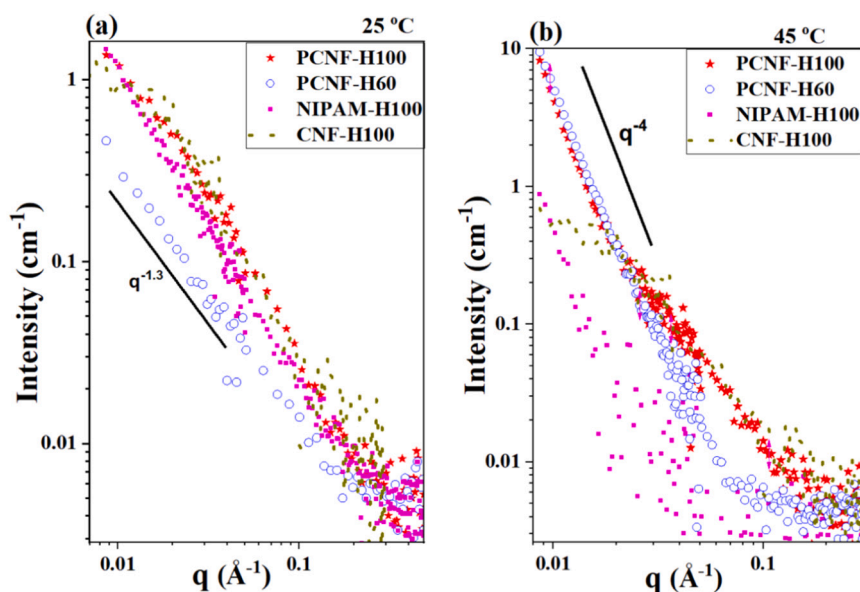 (a)
25 °C
PCNF-H100
PCNF-H60
NIPAM-H100
CNF-H100
q-1.3
Intensity (cm-1)
1
0.1
0.01
0.01
0.1
q (Å-1)
(b)
45 °C
PCNF-H100
PCNF-H60
NIPAM-H100
CNF-H100
q-4
Intensity (cm-1)
10
1
0.1
0.01
0.01
0.1
q (Å-1)